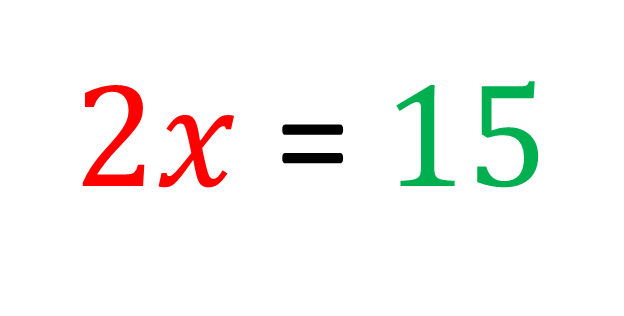 2x = 15